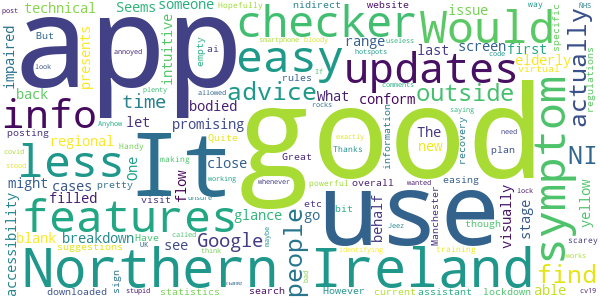 post
technical
Seems
someone
nidirect
Hopefully
website
issue
way
NHS
app
checker
Would
code
specific
But
annoyed
impaired
look
presents
ai
empty
intuitive
easy
range
last
screen
first
smartphone
bloody
useless
hotspots
elderly
virtual
regulations
back
updates
time
advice
If
rules
comments
outside
actually
info
bodied
What
conform
allowed
rocks
posting
regional
let
promising
plenty
information
The
new
recovery
need
plan
symptom
NI
covid
stood
One
Handy
making
Quite
exactly
Anyhow
It
good
Great
Thanks
saying
less
pretty
close
powerful
overall
wanted
easing
yellow
might
cases
visit
flow
working
unsure
whenever
etc
bit
go
stage
though
lock
accessibility
features
filled
glance
use
people
behalf
Jeez
Manchester
visually
scarey
blank
breakdown
Have
UK
see
Google
called
think
maybe
find
suggestions
sign
However
identifying
training
able
works
Northern Ireland
downloaded
stupid
statistics
search
bad
current
assistant
lockdown
cv19